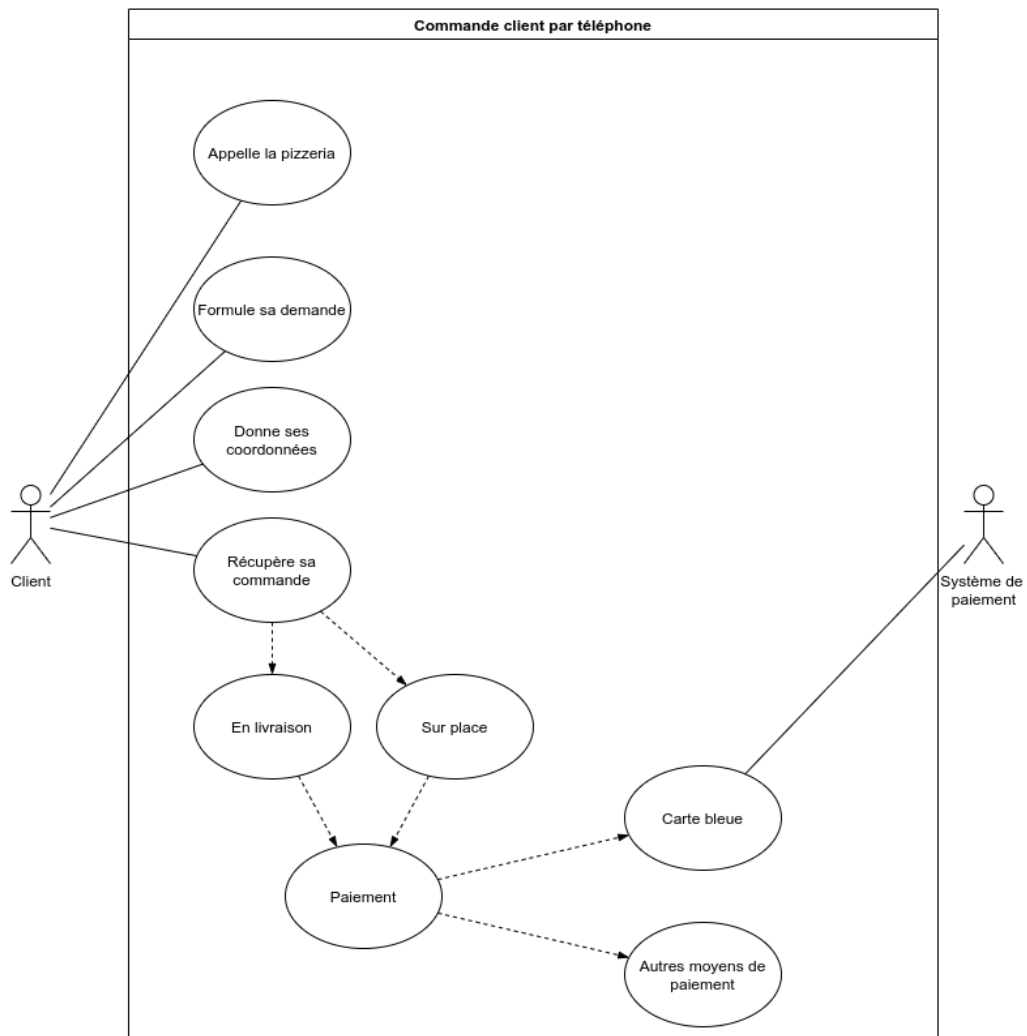 Commande client par téléphone
Appelle la pizzeria
Formule sa demande
Donne ses
coordonnées
Récupère sa
commande
Client
Système de
paiement
En livraison
Sur place
Carte bleue
Paiement
Autres moyens de
paiement